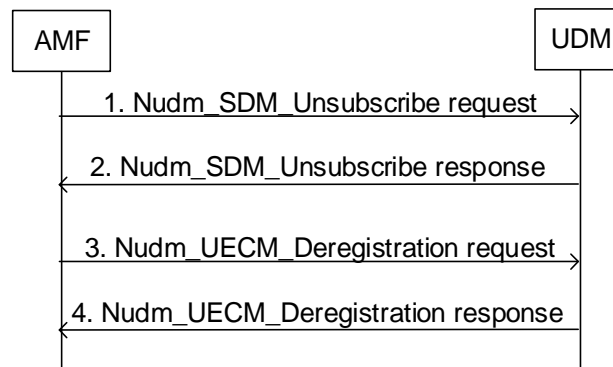 AMF
UDM
1. Nudm_SDM_Unsubscribe request
2. Nudm_SDM_Unsubscribe response
3. Nudm_UECM_Deregistration request
4. Nudm_UECM_Deregistration response